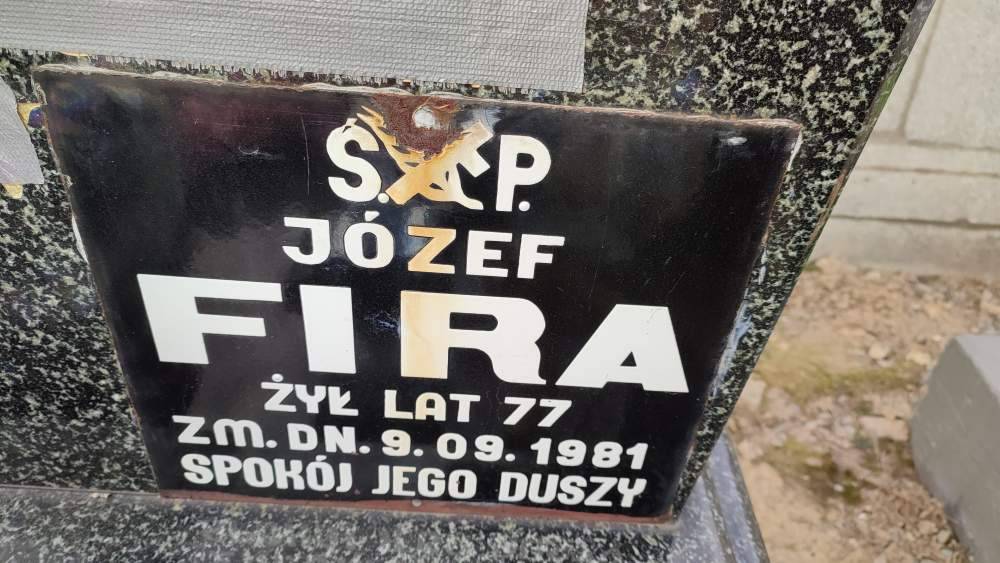 Ś.P.
JÓZEF
FIRA
ŻYŁ LAT 77
ZM. DN. 9.09.1981
SPOKÓJ JEGO DUSZY